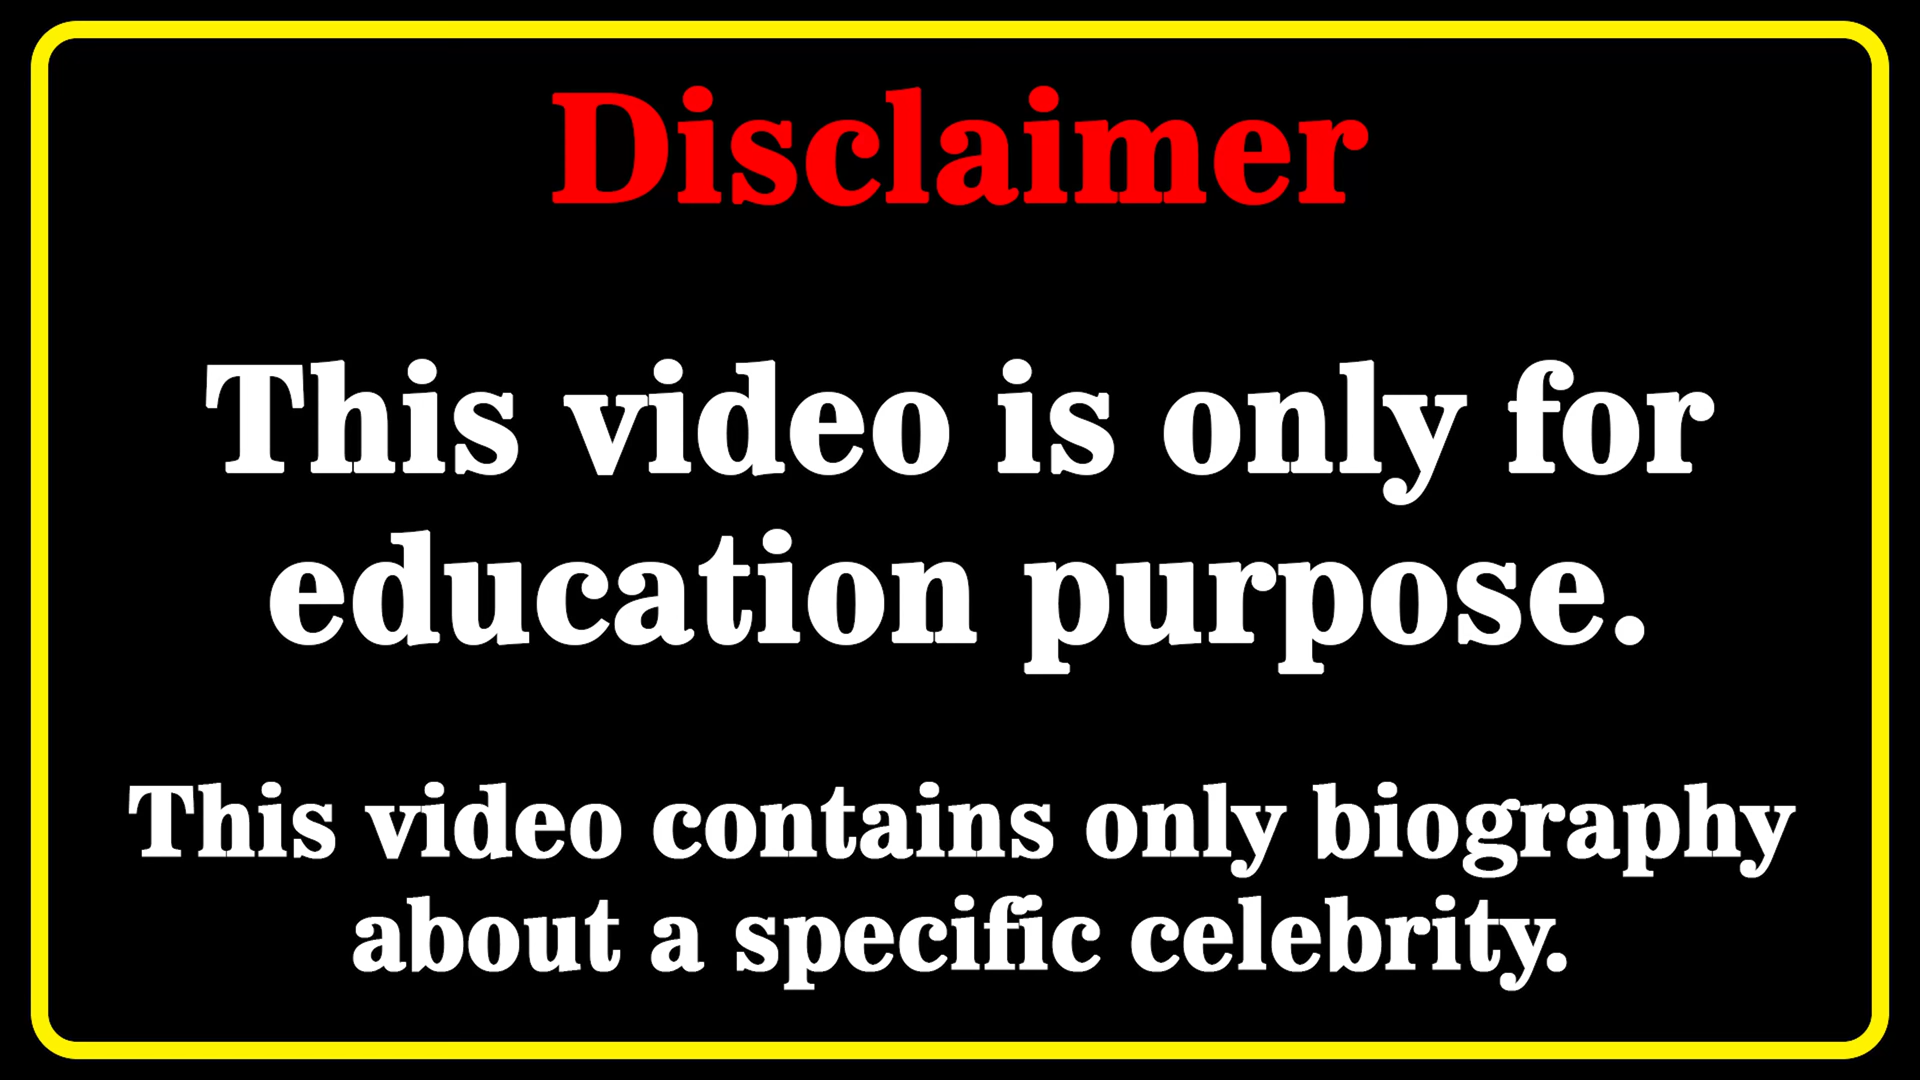 Disclaimer
This video is only for
education purpose.
This video contains only biography
about a specific celebrity.